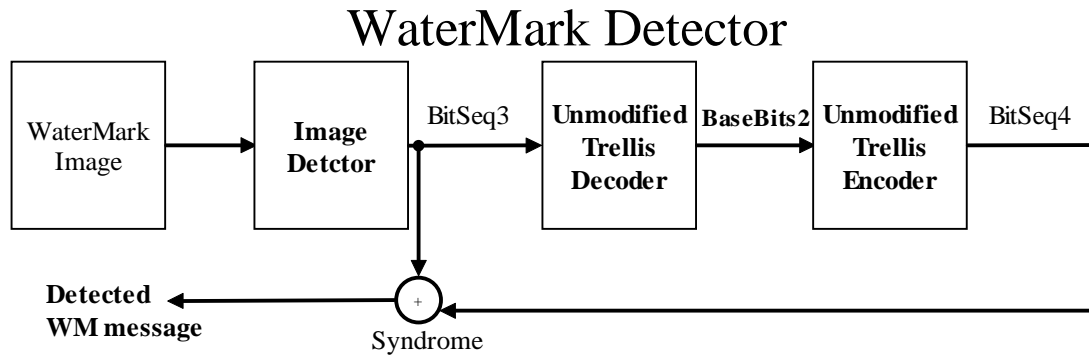 WaterMark Detector
WaterMark
Image
Image
Detctor
BitSeq3
Unmodified
Trellis
Decoder
BaseBits2
Unmodified
Trellis
Encoder
BitSeq4
Detected
WM message
+
Syndrome